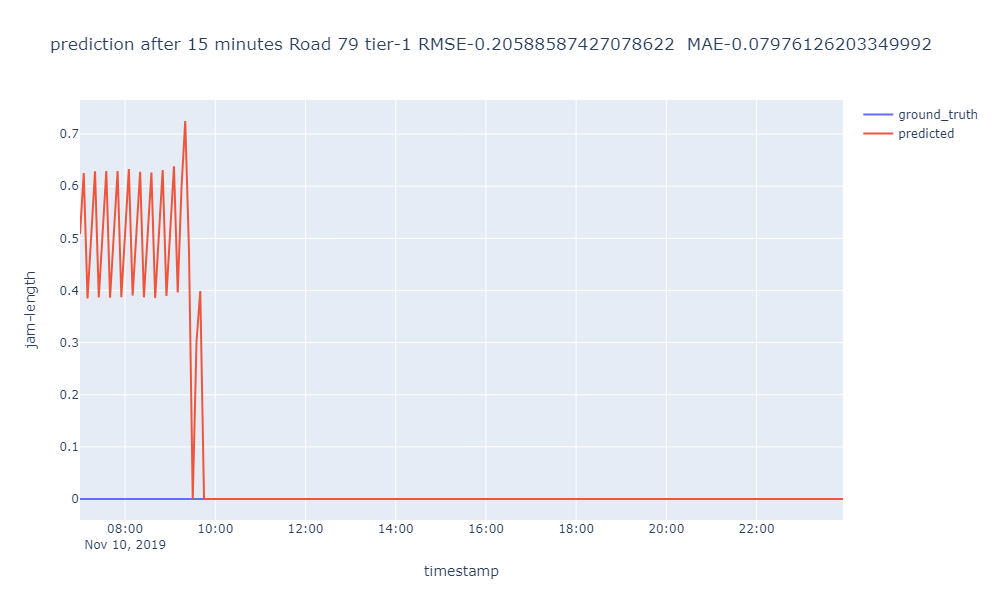 prediction after 15 minutes Road 79 tier-1 RMSE-0.20588587427078622  MAE-0.07976126203349992
ground_truth
predicted
0.7
0.6
0.5
0.4
0.3
0.2
0.1
0
jam-length
08:00
10:00
12:00
14:00
16:00
18:00
20:00
22:00
Nov 10, 2019
timestamp